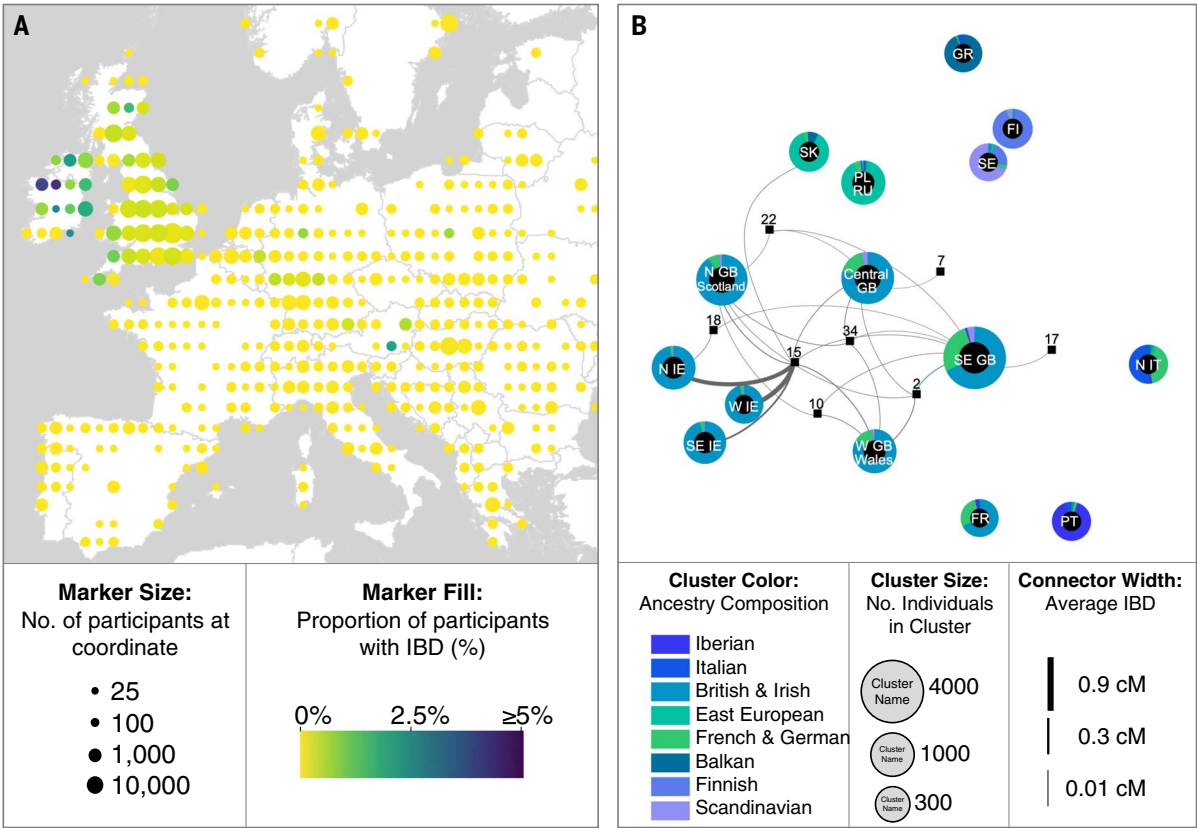 A
Marker Size:
No. of participants at
coordinate
25
100
1,000
10,000
Marker Fill:
Proportion of participants
with IBD (%)
0% 2.5% ≥5%
B
GR
FI
SE
SK
PL
RU
22
7
N GB
Scotland
Central
GB
18
34
17
15
SE GB
N IE
N IT
2
W IE
10
SE IE
W GB
Wales
FR
PT
Cluster Color:
Ancestry Composition
Iberian
Italian
British & Irish
East European
French & German
Balkan
Finnish
Scandinavian
Cluster Size:
No. Individuals
in Cluster
Cluster
Name
4000
Cluster
Name
1000
Cluster
Name
300
Connector Width:
Average IBD
0.9 cM
0.3 cM
0.01 cM